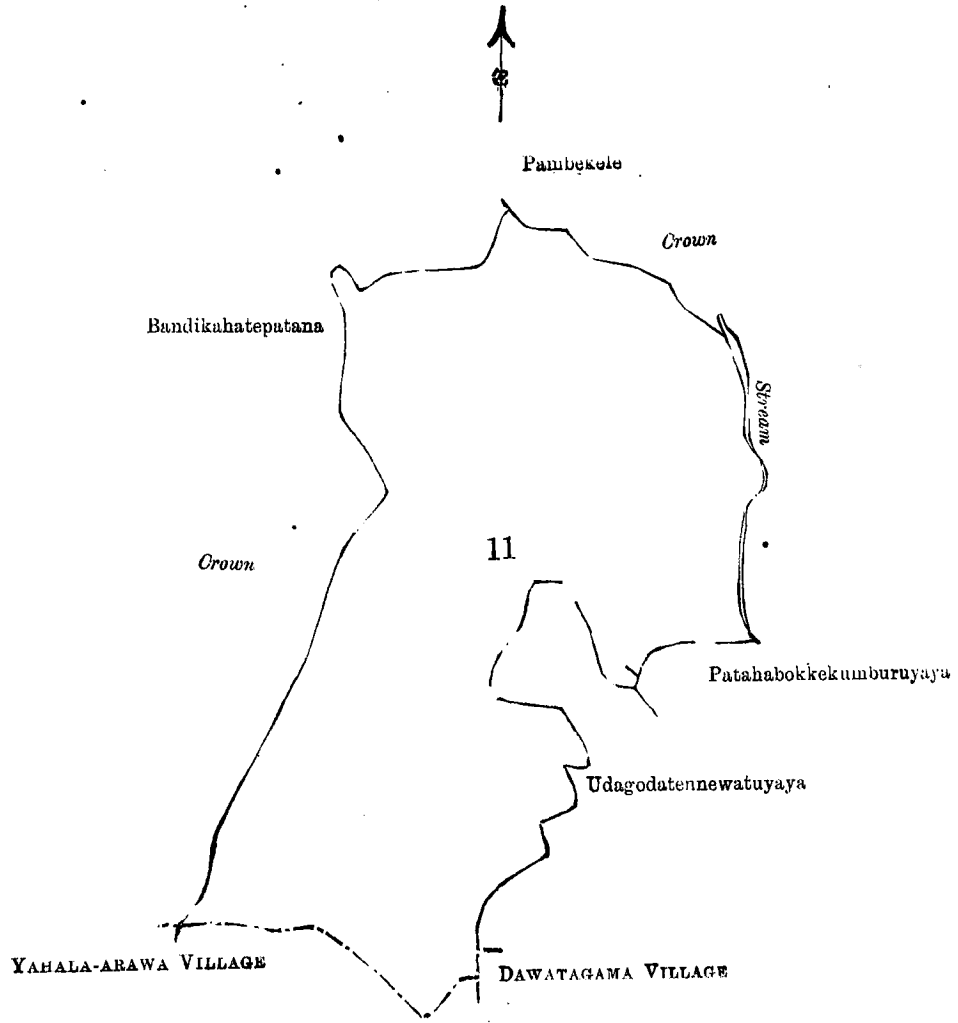 Pambekele
Crown
Bandikahatepatana
Stream
11
Crown
Patahabokkekumburuyaya
Udagodatennewatuyaya
YAHALA-ARAWA VILLAGE
DAWATAGAMA VILLAGE